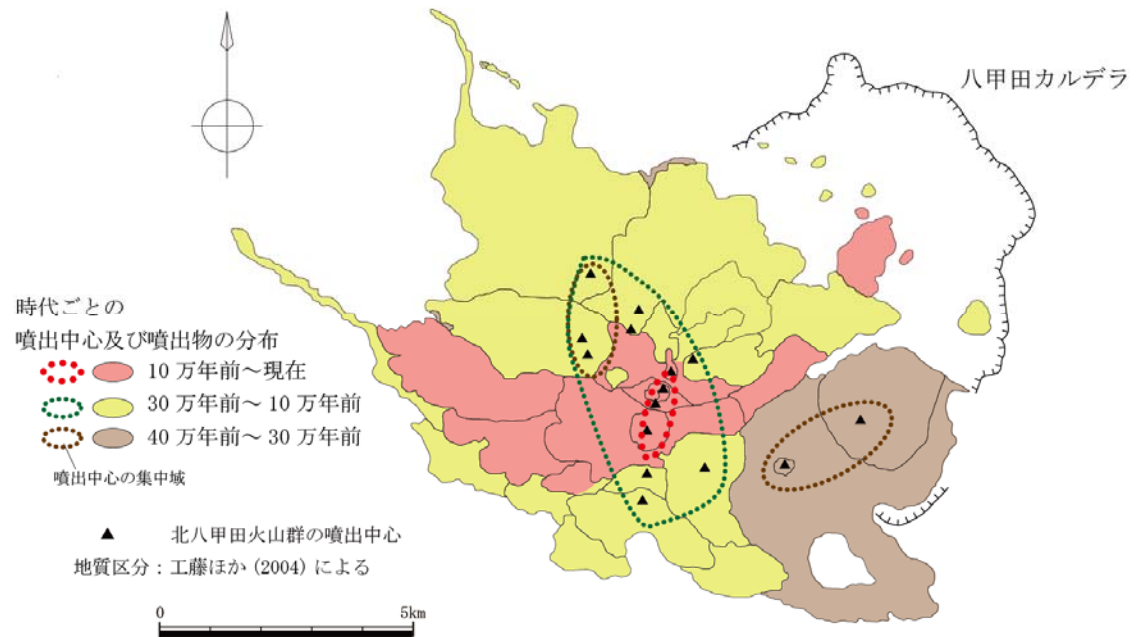 八甲田カルデラ
時代ごとの
噴出中心及び噴出物の分布
10 万年前～現在
30 万年前～10 万年前
40 万年前～30 万年前
噴出中心の集中域
北八甲田火山群の噴出中心
地質区分：工藤ほか (2004) による
0 5km